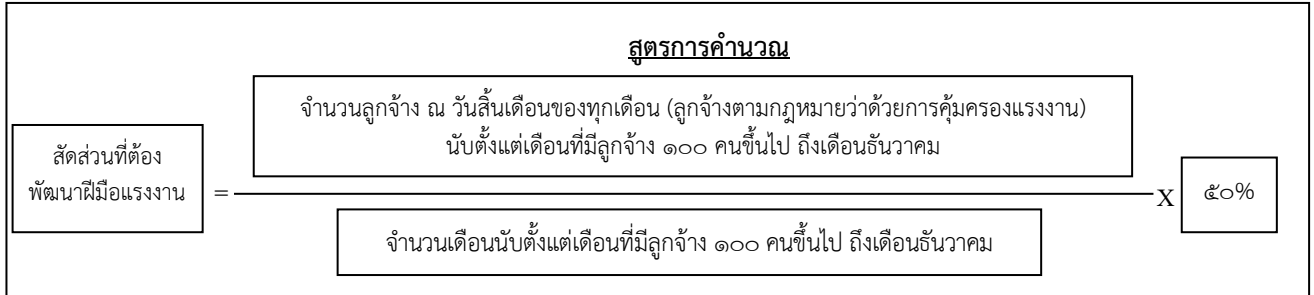 สูตรการคำนวณ
จำนวนลูกจ้าง ณ วันสิ้นเดือนของทุกเดือน (ลูกจ้างตามกฎหมายว่าด้วยการคุ้มครองแรงงาน)
นับตั้งแต่เดือนที่มีลูกจ้าง ๑๐๐ คนขึ้นไป ถึงเดือนธันวาคม
สัดส่วนที่ต้อง
พัฒนาฝีมือแรงงาน
=
X
๕๐%
จำนวนเดือนนับตั้งแต่เดือนที่มีลูกจ้าง ๑๐๐ คนขึ้นไป ถึงเดือนธันวาคม